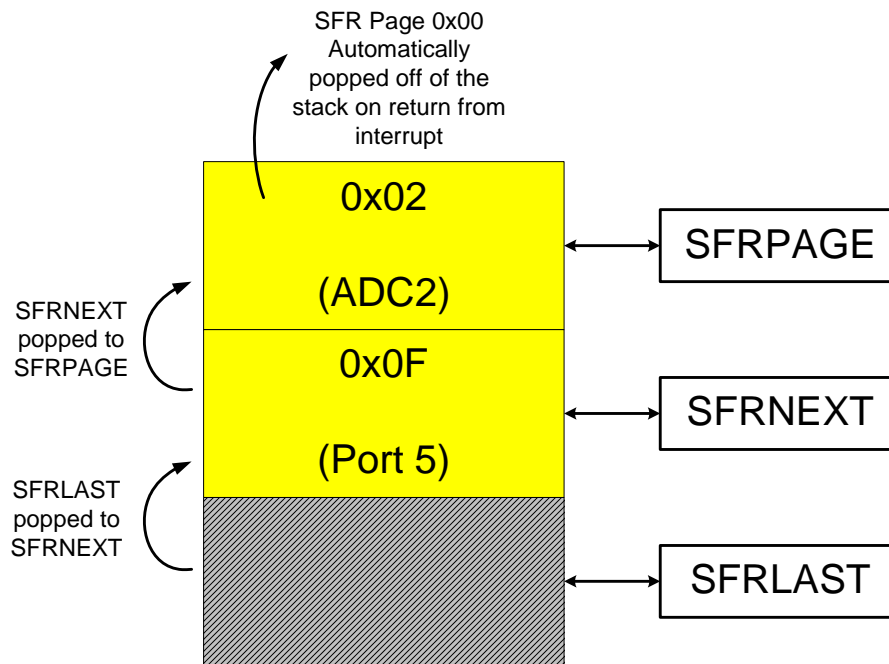 SFR Page 0x00
Automatically
popped off of the
stack on return from
interrupt
0x02
(ADC2)
SFRPAGE
SFRNEXT
popped to
SFRPAGE
0x0F
(Port 5)
SFRNEXT
SFRLAST
popped to
SFRNEXT
SFRLAST